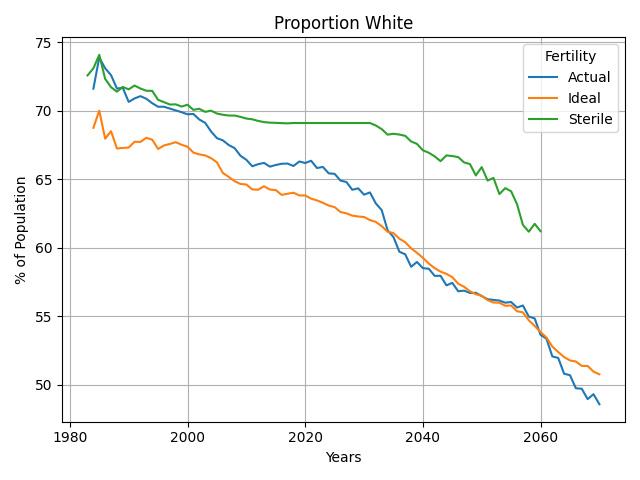 Proportion White
75
70
65
60
55
50
% of Population
Fertility
Actual
Ideal
Sterile
1980 2000 2020 2040 2060
Years